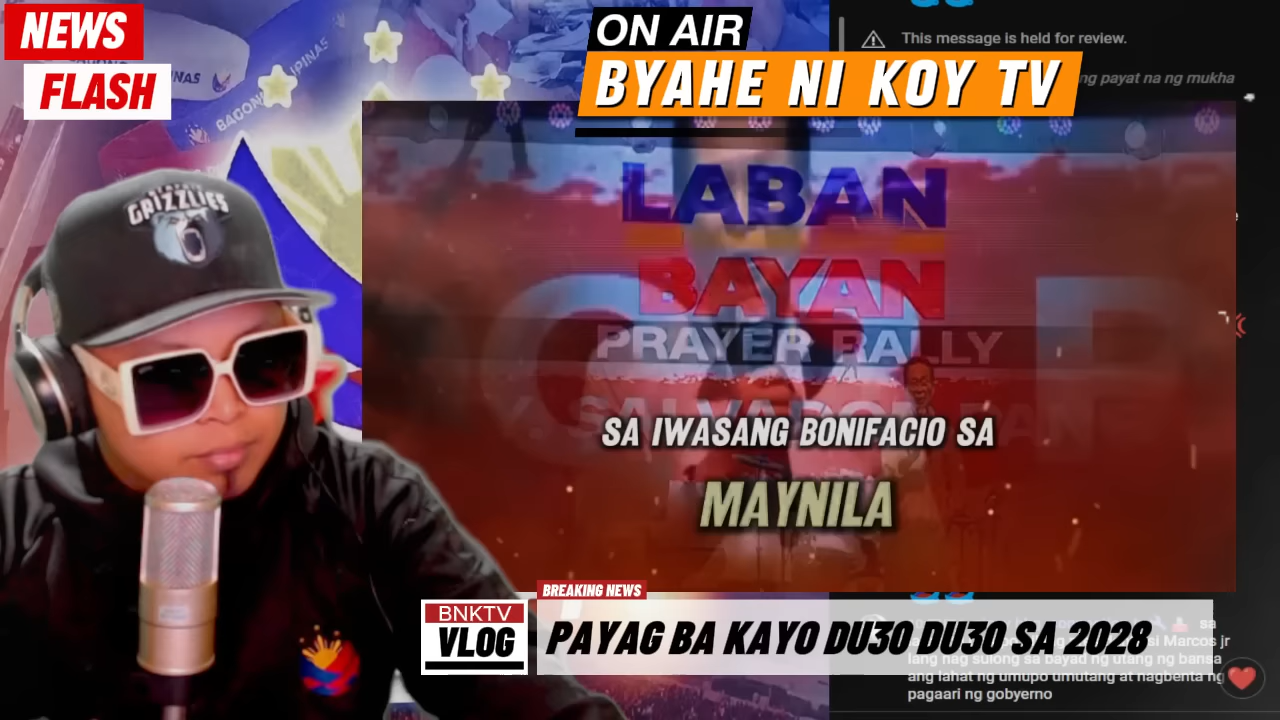 NEWS
FLASH
ON AIR
BYAHE NI KOY TV
This message is held for review.
ng payat na ng mukha
GRIZZLIES
LABAN
BAYAN
PRAYER RALLY
SA IWASANG BONIFACIO SA
MAYNILA
BREAKING NEWS
BNKTV
VLOG
PAYAG BA KAYO DU30 DU30 SA 2028
sa
si Marcos jr
lang nag sulong sa bayad ng utang ng bansa
ang lahat ng umupo umutang at nagbenta ng
pagaari ng gobyerno